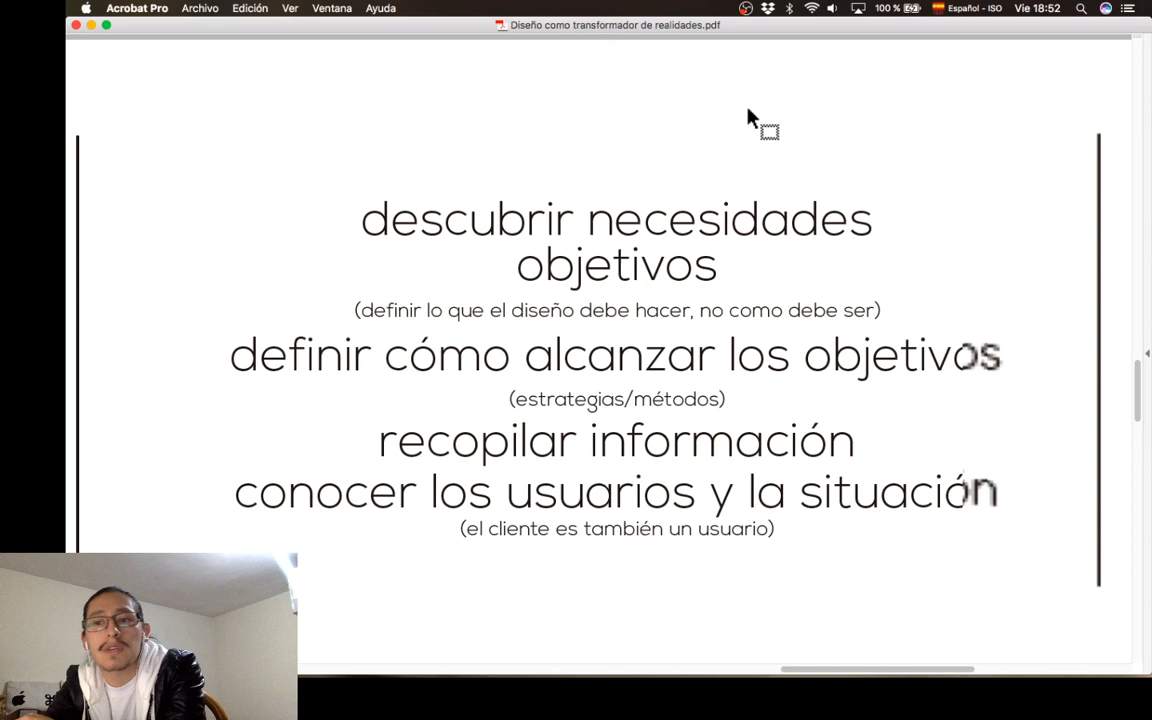 Acrobat Pro Archivo Edición Ver Ventana Ayuda 100 % Español - ISO Vie 18:52
Diseño como transformador de realidades.pdf
descubrir necesidades
objetivos
(definir lo que el diseño debe hacer, no como debe ser)
definir cómo alcanzar los objetivos
(estrategias/métodos)
recopilar información
conocer los usuarios y la situación
(el cliente es también un usuario)